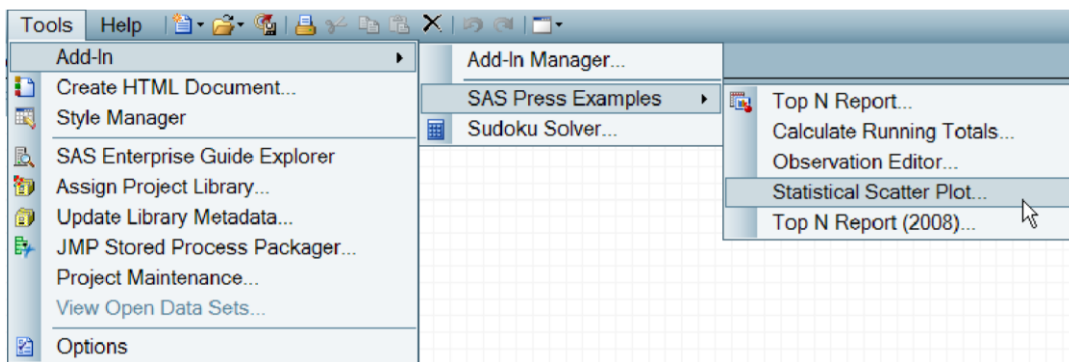 Tools Help
Add-In
Create HTML Document...
Style Manager
SAS Enterprise Guide Explorer
Assign Project Library...
Update Library Metadata...
JMP Stored Process Packager...
Project Maintenance...
View Open Data Sets...
Options
Add-In Manager...
SAS Press Examples
Sudoku Solver...
Top N Report...
Calculate Running Totals...
Observation Editor...
Statistical Scatter Plot...
Top N Report (2008)...